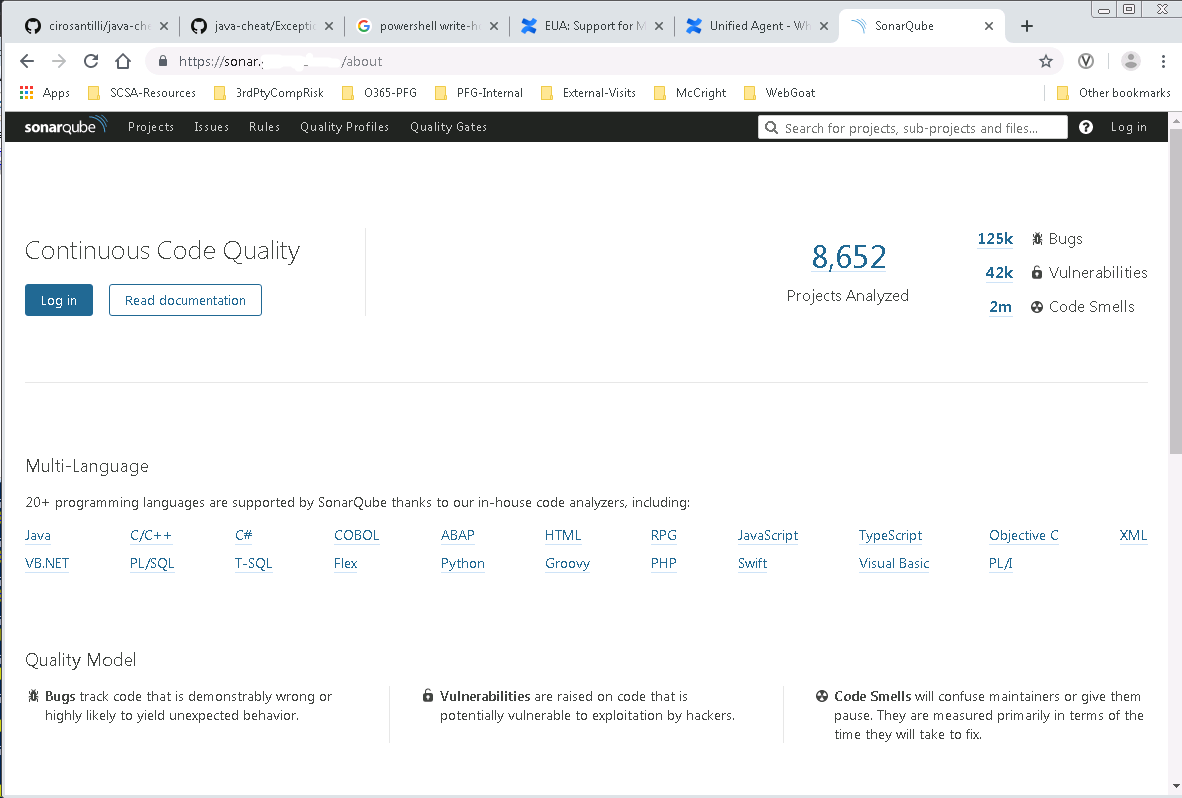 cirosantilli/java-che
java-cheat/Exceptio
powershell write-ho
EUA: Support for M
Unified Agent - Wh
SonarQube
https://sonar. /about
Apps SCSA-Resources 3rdPtyCompRisk O365-PFG PFG-Internal External-Visits McCright WebGoat Other bookmarks
sonarqube Projects Issues Rules Quality Profiles Quality Gates Search for projects, sub-projects and files... Log in
Continuous Code Quality
Log in Read documentation
8,652
Projects Analyzed
125k Bugs
42k Vulnerabilities
2m Code Smells
Multi-Language
20+ programming languages are supported by SonarQube thanks to our in-house code analyzers, including:
Java C/C++ C# COBOL ABAP HTML RPG JavaScript TypeScript Objective C XML
VB.NET PL/SQL T-SQL Flex Python Groovy PHP Swift Visual Basic PL/I
Quality Model
Bugs track code that is demonstrably wrong or
highly likely to yield unexpected behavior.
Vulnerabilities are raised on code that is
potentially vulnerable to exploitation by hackers.
Code Smells will confuse maintainers or give them
pause. They are measured primarily in terms of the
time they will take to fix.